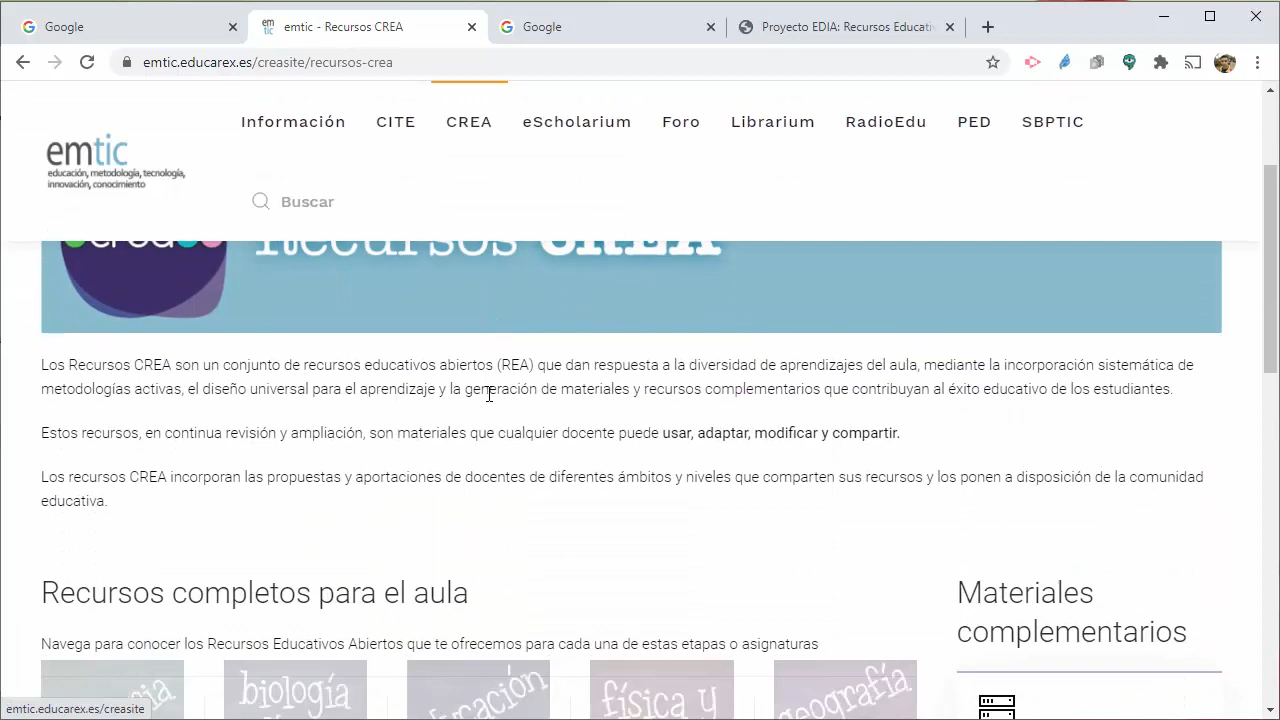 Google
emtic - Recursos CREA
Google
Proyecto EDIA: Recursos Educativ
emtic.educarex.es/creasite/recursos-crea
Información CITE CREA eScholarium Foro Librarium RadioEdu PED SBPTIC
emtic
educación, metodología, tecnología,
innovación, conocimiento
Buscar
crea
Recursos CREA
Los Recursos CREA son un conjunto de recursos educativos abiertos (REA) que dan respuesta a la diversidad de aprendizajes del aula, mediante la incorporación sistemática de
metodologías activas, el diseño universal para el aprendizaje y la generación de materiales y recursos complementarios que contribuyan al éxito educativo de los estudiantes.
Estos recursos, en continua revisión y ampliación, son materiales que cualquier docente puede usar, adaptar, modificar y compartir.
Los recursos CREA incorporan las propuestas y aportaciones de docentes de diferentes ámbitos y niveles que comparten sus recursos y los ponen a disposición de la comunidad
educativa.
Recursos completos para el aula
Materiales
complementarios
Navega para conocer los Recursos Educativos Abiertos que te ofrecemos para cada una de estas etapas o asignaturas
biología
física y
geografía
emtic.educarex.es/creasite